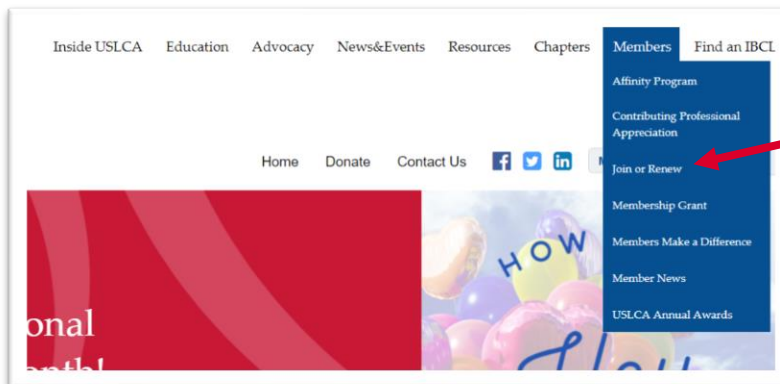 Inside USLCA Education Advocacy News&Events Resources Chapters Members Find an IBCL
Affinity Program
Contributing Professional
Appreciation
Home Donate Contact Us
Join or Renew
Membership Grant
Members Make a Difference
Member News
USLCA Annual Awards
HOW
onal
onth!